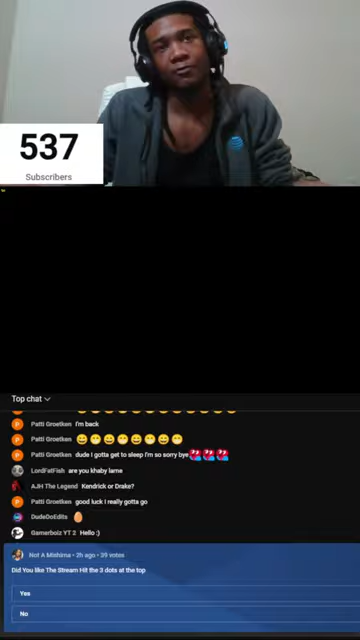 537
Subscribers
Top chat
P Patti Groetken i'm back
P Patti Groetken 😀😁😀😁😀😁😀😁
P Patti Groetken dude I gotta get to sleep I'm so sorry bye
LordFatFish are you khaby lame
AJH The Legend Kendrick or Drake?
P Patti Groetken good luck I really gotta go
DudeDoEdits 🥚
Gamerboiz YT 2 Hello :)
Not A Mishima • 2h ago • 39 votes
Did You like The Stream Hit the 3 dots at the top
Yes
No